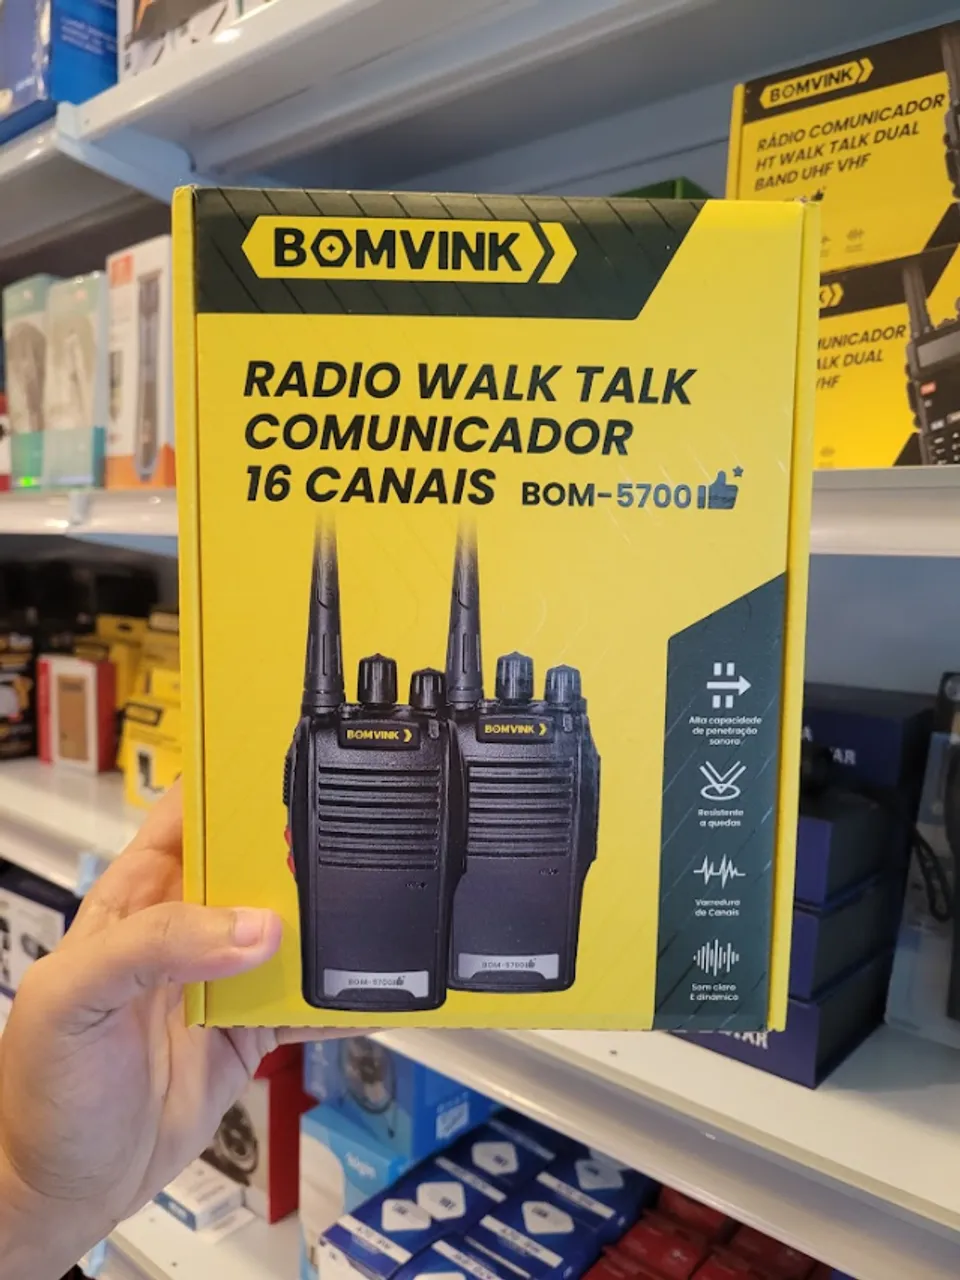 BOMVINK
RADIO WALK TALK
COMUNICADOR
16 CANAIS BOM-5700
BOMVINK
BOMVINK
BOM-5700
BOM-5700
Alta capacidade
de penetração
sonora
Resistente
a quedas
Varredura
de Canais
Som claro
E dinâmico
BOMVINK
RÁDIO COMUNICADOR
HT WALK TALK DUAL
BAND UHF VHF